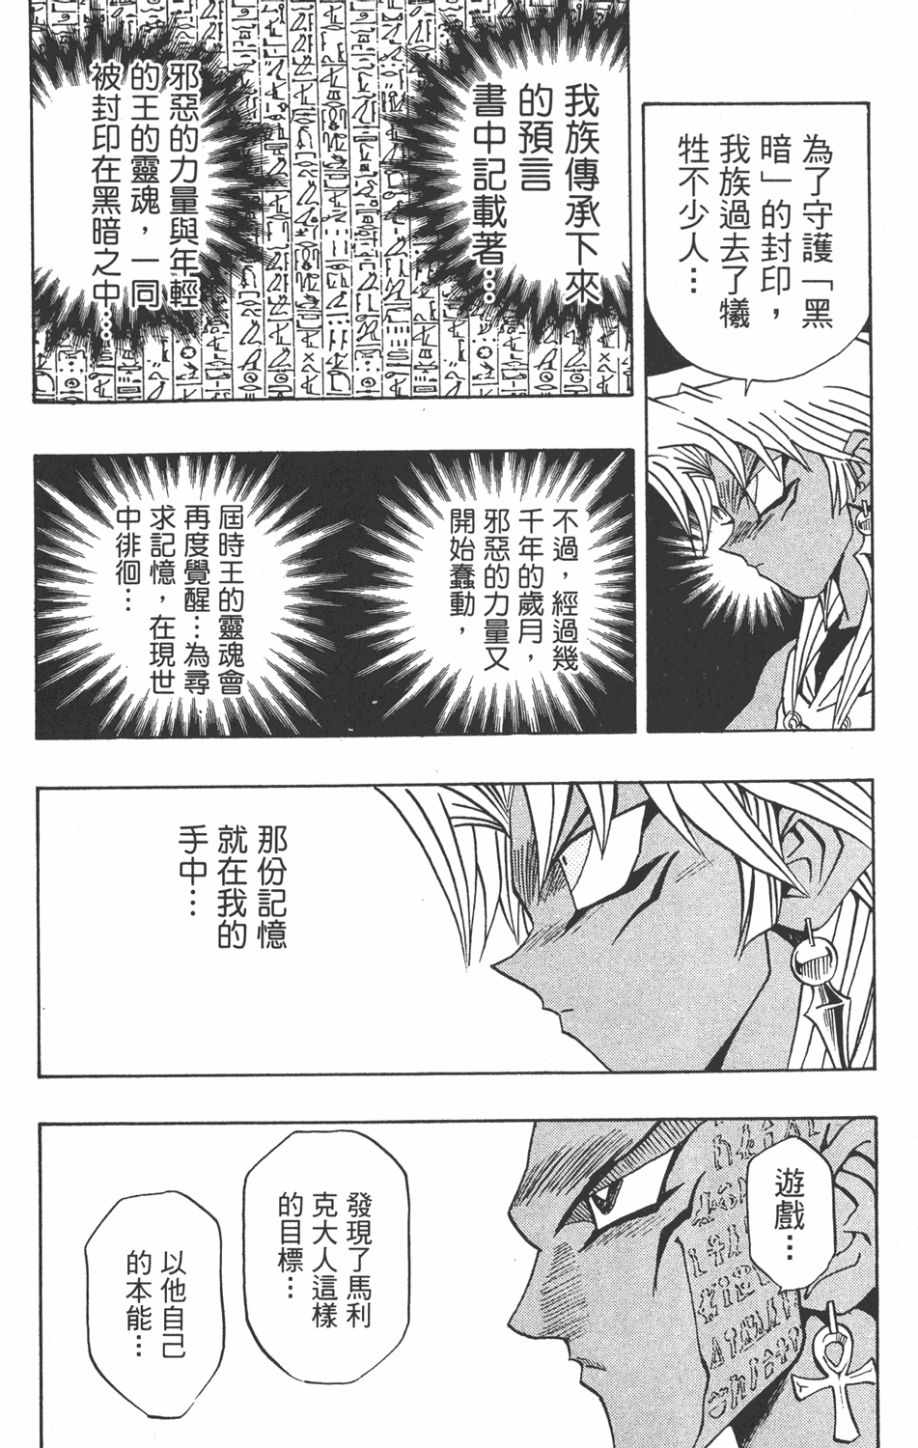 為了守護「黑
暗」的封印，
我族過去了犧
牲不少人…
我族傳承下來
的預言
書中記載著…
邪惡的力量與年輕
的王的靈魂，一同
被封印在黑暗之中……
不過，經過幾
千年的歲月，
邪惡的力量又
開始蠢動，
屆時王的靈魂會
再度覺醒…為尋
求記憶，在現世
中徘徊…
那份記憶
就在我的
手中…
遊戲…
發現了馬利
克大人這樣
的目標…
以他自己
的本能…